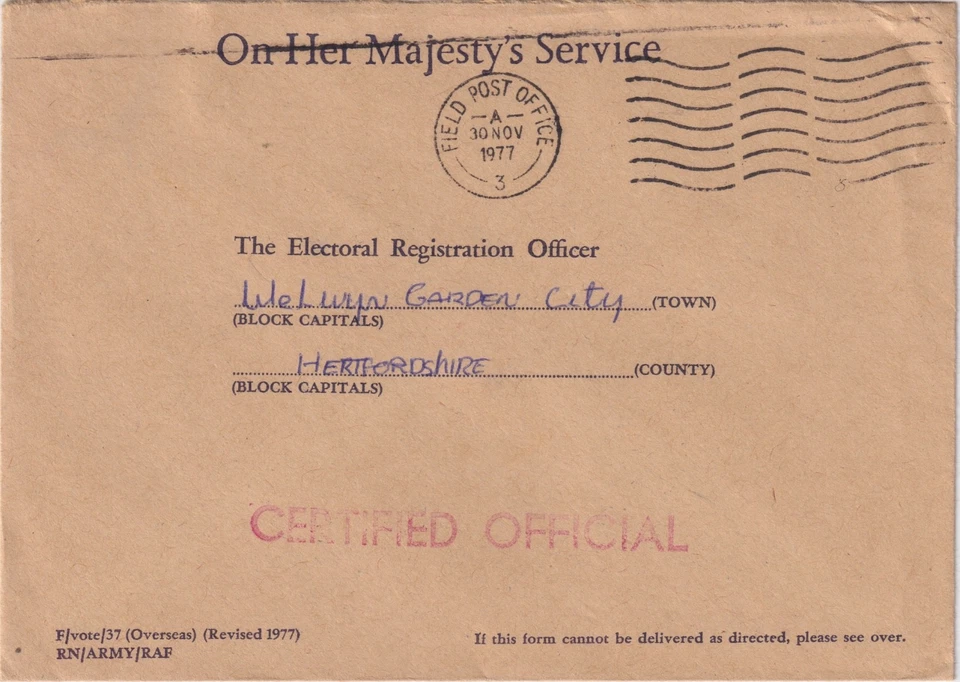 On Her Majesty's Service
FIELD POST OFFICE
A
30 NOV
1977
3
The Electoral Registration Officer
WeLwyn GARDEN City (TOWN)
(BLOCK CAPITALS)
HERTFORDshIRE (COUNTY)
(BLOCK CAPITALS)
CERTIFIED OFFICIAL
F/vote/37 (Overseas) (Revised 1977)
RN/ARMY/RAF
If this form cannot be delivered as directed, please see over.